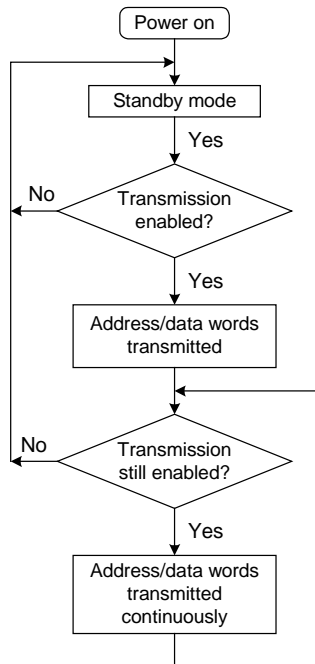 Power on
Standby mode
Yes
No
Transmission
enabled?
Yes
Address/data words
transmitted
No
Transmission
still enabled?
Yes
Address/data words
transmitted
continuously